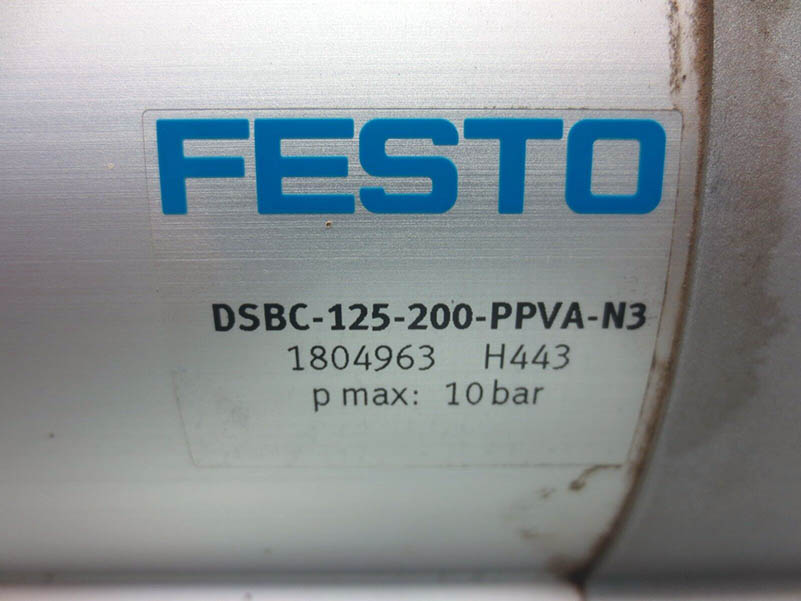 FESTO
DSBC-125-200-PPVA-N3
1804963 H443
p max: 10 bar